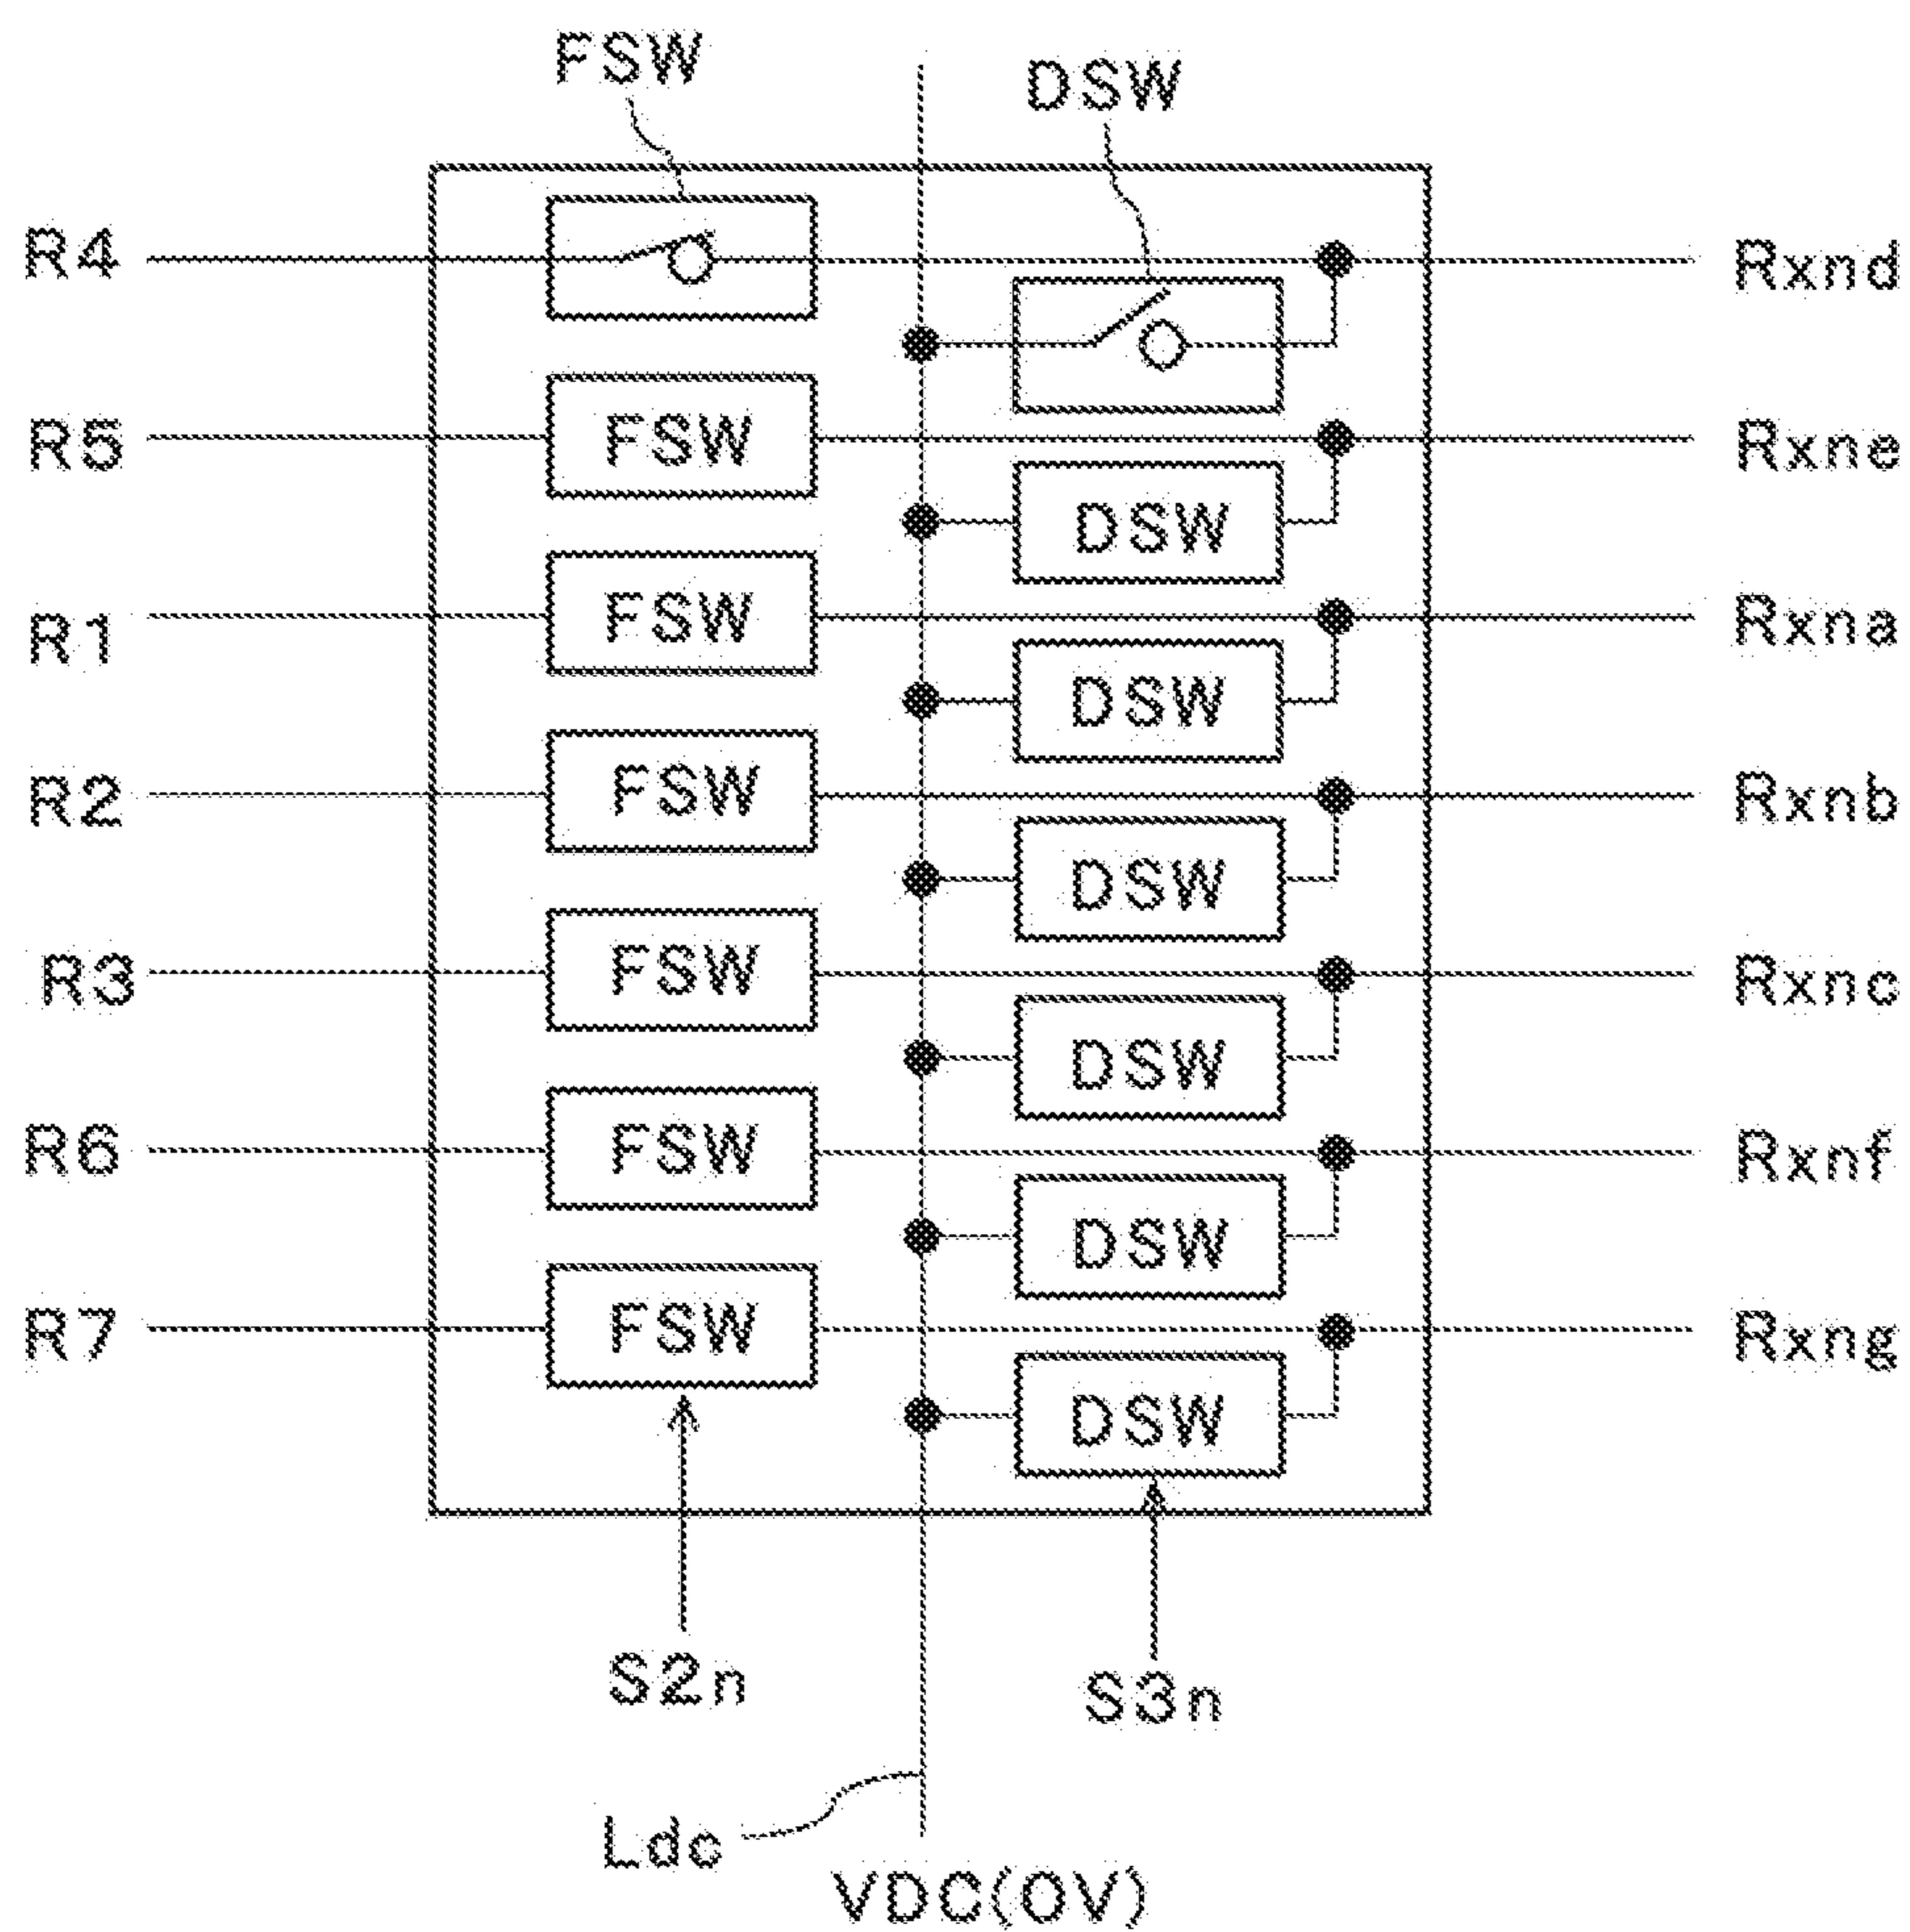 FSW
DSW
R4 Rxnd
R5 FSW Rxne
DSW
R1 FSW Rxna
DSW
R2 FSW Rxnb
DSW
R3 FSW Rxnc
DSW
R6 FSW Rxnf
DSW
R7 FSW Rxng
DSW
S2n
S3n
Ldc
VDC(0V)